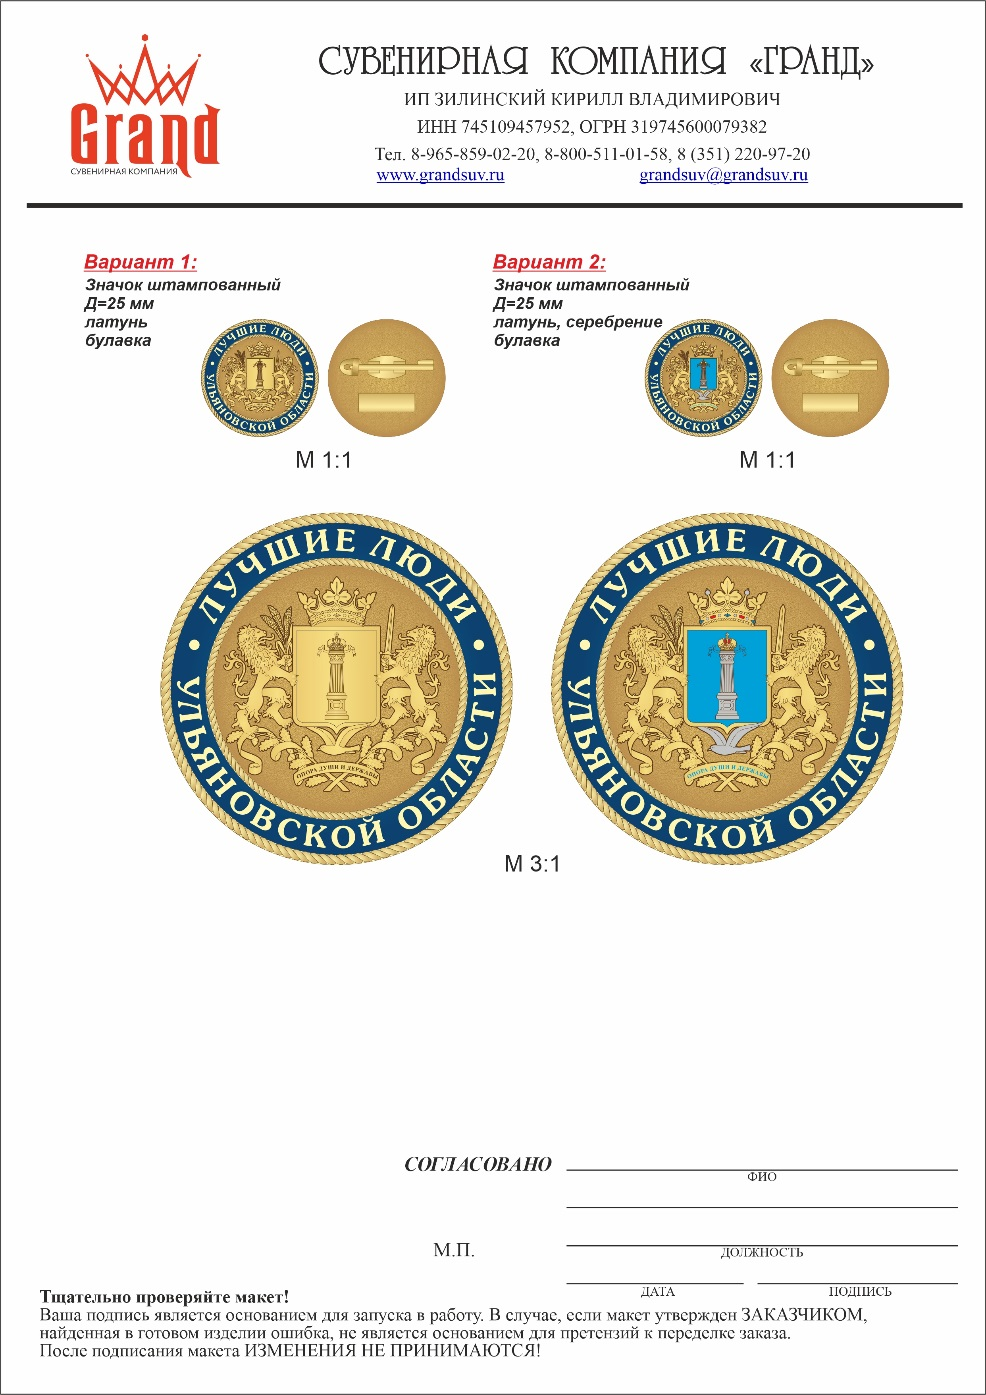 Grand
СУВЕНИРНАЯ КОМПАНИЯ
СУВЕНИРНАЯ КОМПАНИЯ «ГРАНД»
ИП ЗИЛИНСКИЙ КИРИЛЛ ВЛАДИМИРОВИЧ
ИНН 745109457952, ОГРН 319745600079382
Тел. 8-965-859-02-20, 8-800-511-01-58, 8 (351) 220-97-20
www.grandsuv.ru grandsuv@grandsuv.ru
Вариант 1:
Значок штампованный
Д=25 мм
латунь
булавка
ЛУЧШИЕ ЛЮДИ
УЛЬЯНОВСКОЙ ОБЛАСТИ
М 1:1
Вариант 2:
Значок штампованный
Д=25 мм
латунь, серебрение
булавка
ЛУЧШИЕ ЛЮДИ
УЛЬЯНОВСКОЙ ОБЛАСТИ
М 1:1
ЛУЧШИЕ ЛЮДИ
УЛЬЯНОВСКОЙ ОБЛАСТИ
ОПОРА ДУШИ И ДЕРЖАВЫ
ЛУЧШИЕ ЛЮДИ
УЛЬЯНОВСКОЙ ОБЛАСТИ
ОПОРА ДУШИ И ДЕРЖАВЫ
М 3:1
СОГЛАСОВАНО
ФИО
М.П.
ДОЛЖНОСТЬ
ДАТА ПОДПИСЬ
Тщательно проверяйте макет!
Ваша подпись является основанием для запуска в работу. В случае, если макет утвержден ЗАКАЗЧИКОМ,
найденная в готовом изделии ошибка, не является основанием для претензий к переделке заказа.
После подписания макета ИЗМЕНЕНИЯ НЕ ПРИНИМАЮТСЯ!